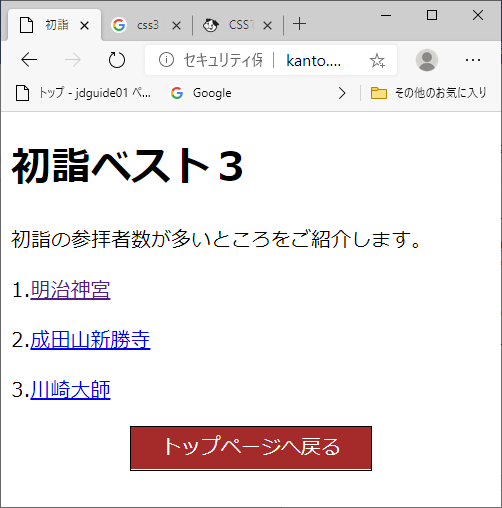 初詣
css3
CSST
セキュリティ保
kanto....
トップ - jdguide01 ペ...
Google
その他のお気に入り
初詣ベスト３
初詣の参拝者数が多いところをご紹介します。
1.明治神宮
2.成田山新勝寺
3.川崎大師
トップページへ戻る